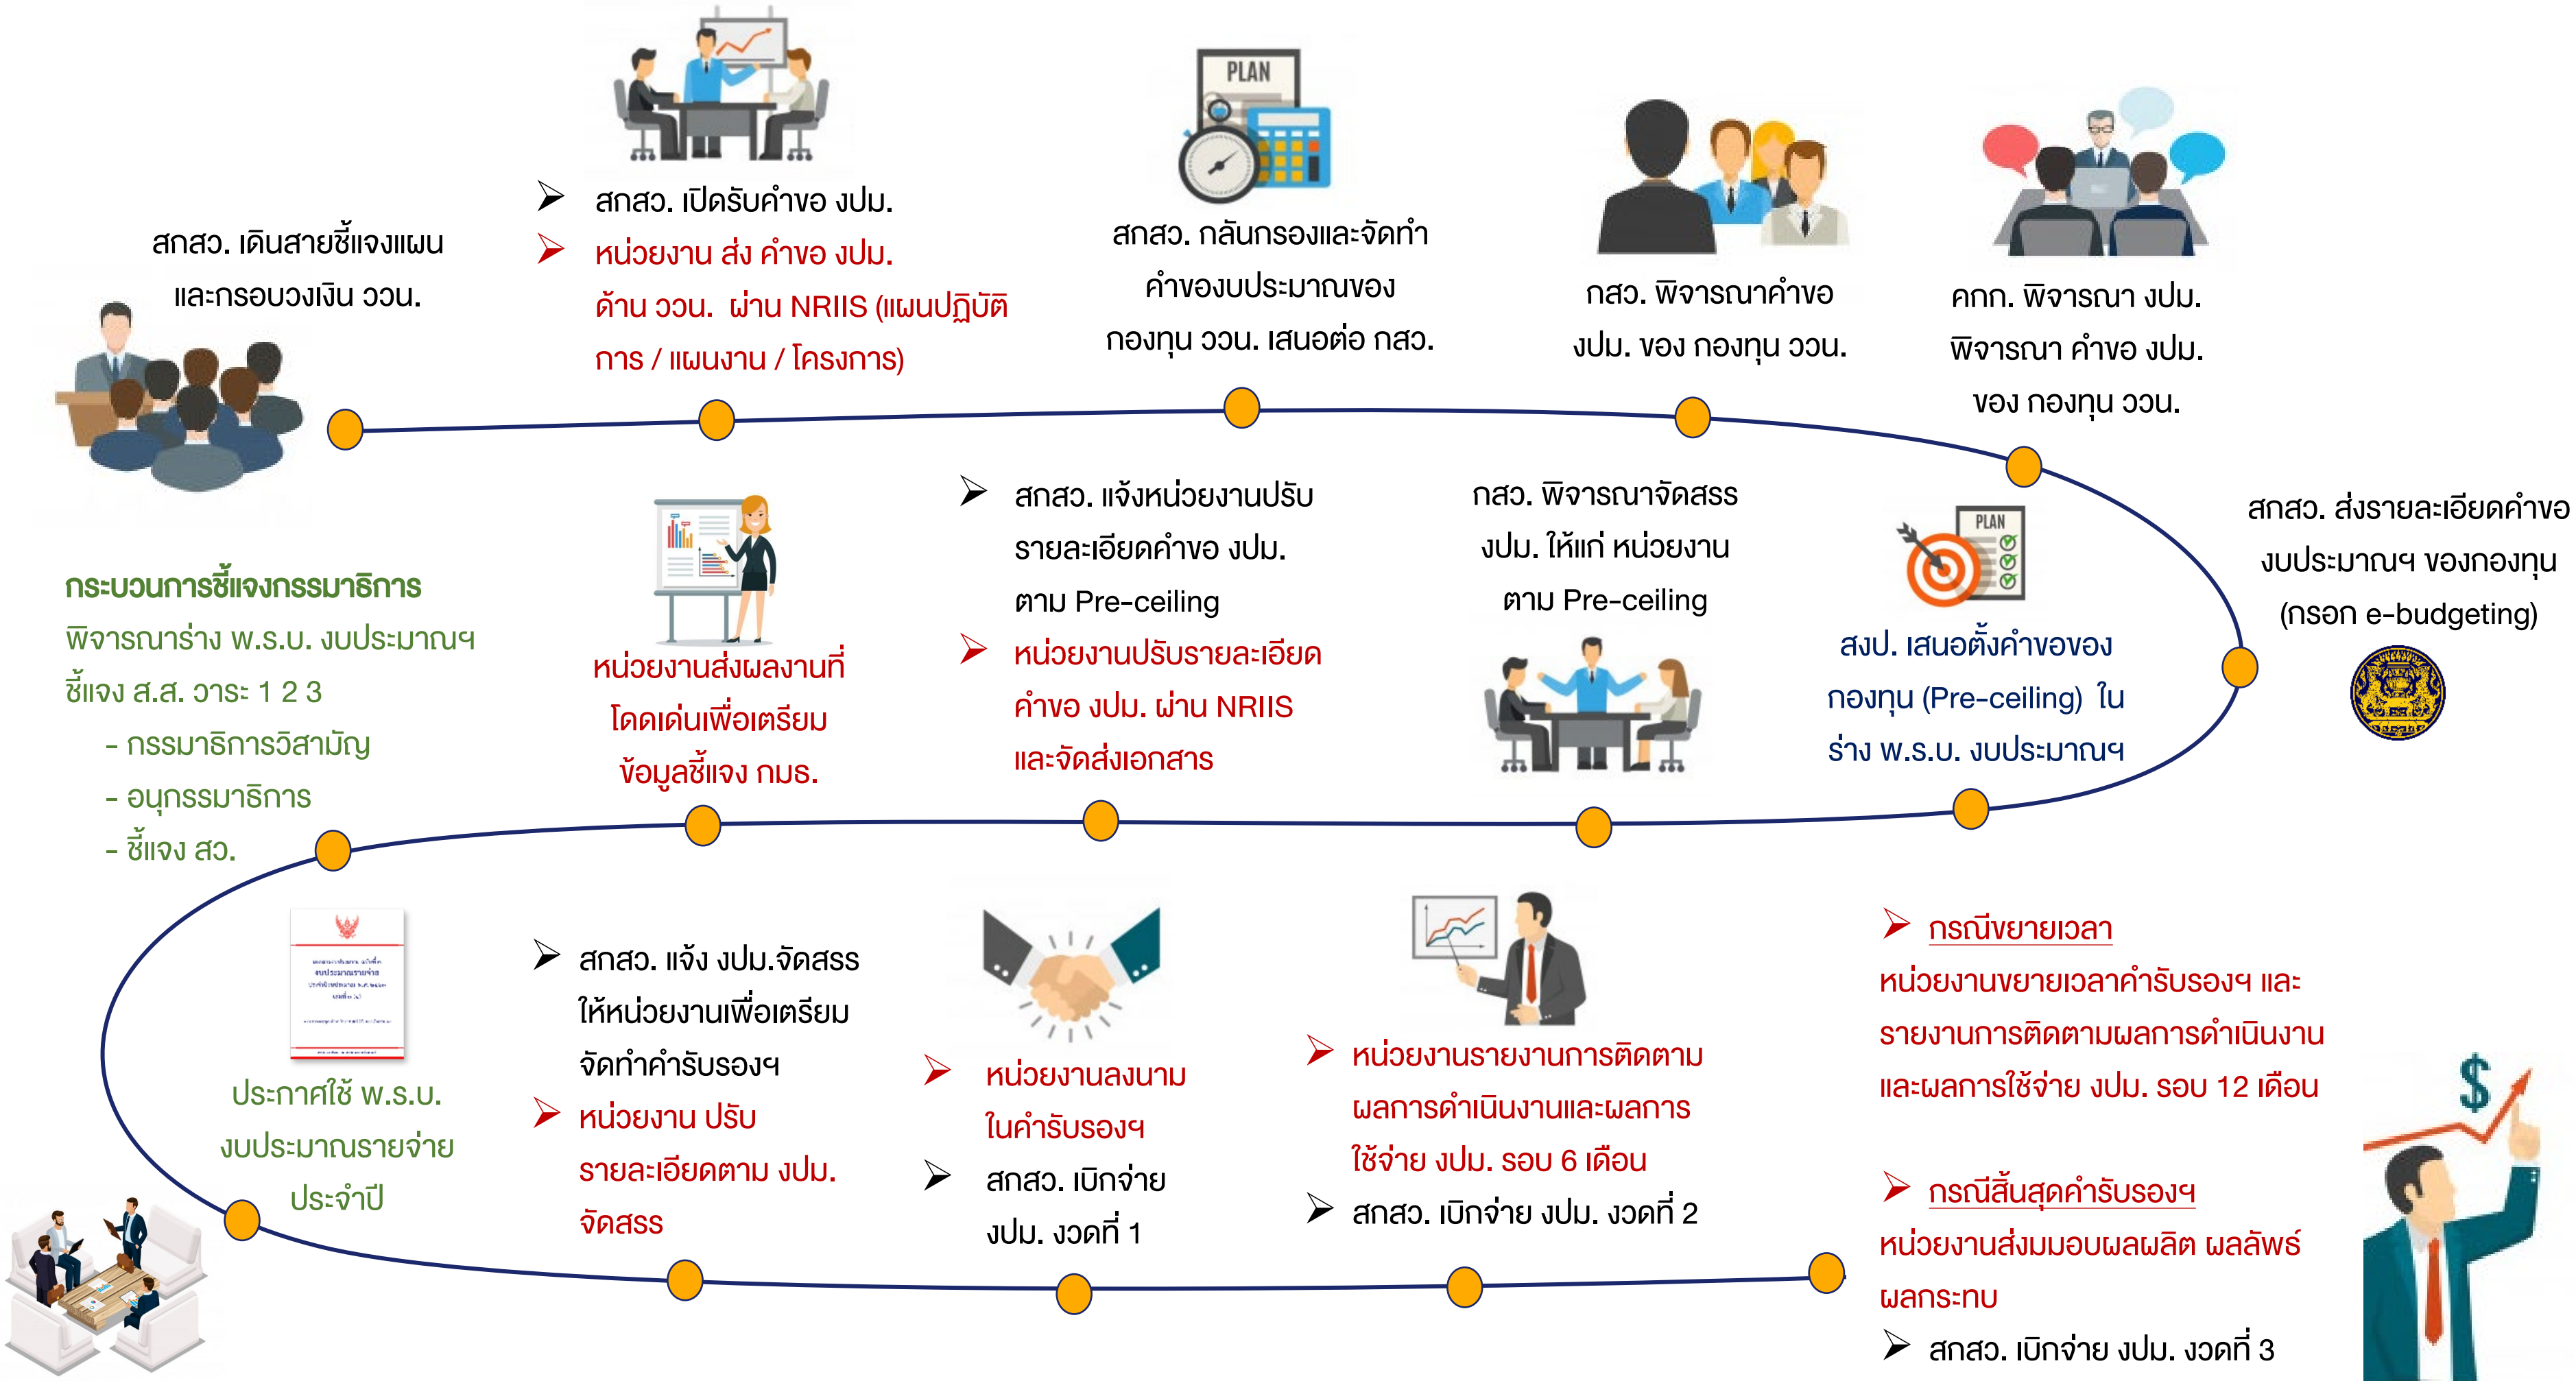 สกสว. เดินสายชี้แจงแผน
และกรอบวงเงิน ววน.
➢ สกสว. เปิดรับคำขอ งปม.
➢ หน่วยงาน ส่ง คำขอ งปม.
ด้าน ววน. ผ่าน NRIIS (แผนปฏิบัติ
การ / แผนงาน / โครงการ)
PLAN
สกสว. กลั่นกรองและจัดทำ
คำของบประมาณของ
กองทุน ววน. เสนอต่อ กสว.
กสว. พิจารณาคำขอ
งปม. ของ กองทุน ววน.
คกก. พิจารณา งปม.
พิจารณา คำขอ งปม.
ของ กองทุน ววน.
สกสว. ส่งรายละเอียดคำขอ
งบประมาณฯ ของกองทุน
(กรอก e-budgeting)
PLAN
สงป. เสนอตั้งคำขอของ
กองทุน (Pre-ceiling) ใน
ร่าง พ.ร.บ. งบประมาณฯ
กสว. พิจารณาจัดสรร
งปม. ให้แก่ หน่วยงาน
ตาม Pre-ceiling
➢ สกสว. แจ้งหน่วยงานปรับ
รายละเอียดคำขอ งปม.
ตาม Pre-ceiling
➢ หน่วยงานปรับรายละเอียด
คำขอ งปม. ผ่าน NRIIS
และจัดส่งเอกสาร
หน่วยงานส่งผลงานที่
โดดเด่นเพื่อเตรียม
ข้อมูลชี้แจง กมธ.
กระบวนการชี้แจงกรรมาธิการ
พิจารณาร่าง พ.ร.บ. งบประมาณฯ
ชี้แจง ส.ส. วาระ 1 2 3
- กรรมาธิการวิสามัญ
- อนุกรรมาธิการ
- ชี้แจง สว.
งบประมาณรายจ่าย
ประกาศใช้ พ.ร.บ.
งบประมาณรายจ่าย
ประจำปี
➢ สกสว. แจ้ง งปม.จัดสรร
ให้หน่วยงานเพื่อเตรียม
จัดทำคำรับรองฯ
➢ หน่วยงาน ปรับ
รายละเอียดตาม งปม.
จัดสรร
➢ หน่วยงานลงนาม
ในคำรับรองฯ
➢ สกสว. เบิกจ่าย
งปม. งวดที่ 1
➢ หน่วยงานรายงานการติดตาม
ผลการดำเนินงานและผลการ
ใช้จ่าย งปม. รอบ 6 เดือน
➢ สกสว. เบิกจ่าย งปม. งวดที่ 2
➢ กรณีขยายเวลา
หน่วยงานขยายเวลาคำรับรองฯ และ
รายงานการติดตามผลการดำเนินงาน
และผลการใช้จ่าย งปม. รอบ 12 เดือน
➢ กรณีสิ้นสุดคำรับรองฯ
หน่วยงานส่งมมอบผลผลิต ผลลัพธ์
ผลกระทบ
➢ สกสว. เบิกจ่าย งปม. งวดที่ 3
$